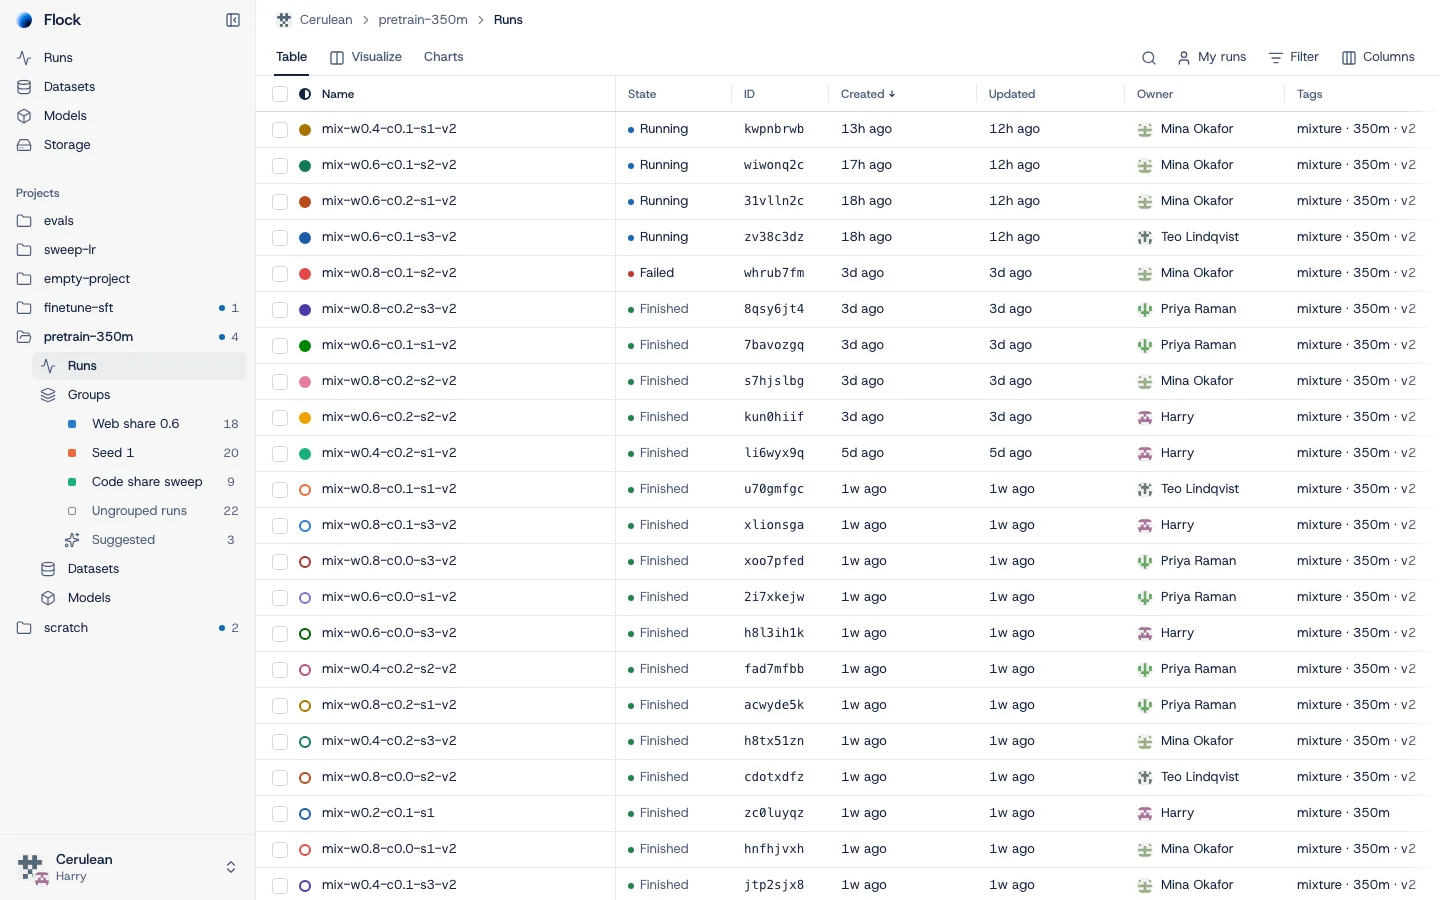 Flock
Runs
Datasets
Models
Storage
Projects
evals
sweep-lr
empty-project
finetune-sft 1
pretrain-350m 4
Runs
Groups
Web share 0.6 18
Seed 1 20
Code share sweep 9
Ungrouped runs 22
Suggested 3
Datasets
Models
scratch 2
Cerulean
Harry
Cerulean > pretrain-350m > Runs
Table Visualize Charts My runs Filter Columns
Name State ID Created ↓ Updated Owner Tags
mix-w0.4-c0.1-s1-v2 Running kwpnbrwb 13h ago 12h ago Mina Okafor mixture · 350m · v2
mix-w0.6-c0.1-s2-v2 Running wiwonq2c 17h ago 12h ago Mina Okafor mixture · 350m · v2
mix-w0.6-c0.2-s1-v2 Running 31vlln2c 18h ago 12h ago Mina Okafor mixture · 350m · v2
mix-w0.6-c0.1-s3-v2 Running zv38c3dz 18h ago 12h ago Teo Lindqvist mixture · 350m · v2
mix-w0.8-c0.1-s2-v2 Failed whrub7fm 3d ago 3d ago Mina Okafor mixture · 350m · v2
mix-w0.8-c0.2-s3-v2 Finished 8qsy6jt4 3d ago 3d ago Priya Raman mixture · 350m · v2
mix-w0.6-c0.1-s1-v2 Finished 7bavozgq 3d ago 3d ago Priya Raman mixture · 350m · v2
mix-w0.8-c0.2-s2-v2 Finished s7hjslbg 3d ago 3d ago Mina Okafor mixture · 350m · v2
mix-w0.6-c0.2-s2-v2 Finished kun0hiif 3d ago 3d ago Harry mixture · 350m · v2
mix-w0.4-c0.2-s1-v2 Finished li6wyx9q 5d ago 5d ago Harry mixture · 350m · v2
mix-w0.8-c0.1-s1-v2 Finished u70gmfgc 1w ago 1w ago Teo Lindqvist mixture · 350m · v2
mix-w0.8-c0.1-s3-v2 Finished xlionsga 1w ago 1w ago Harry mixture · 350m · v2
mix-w0.8-c0.0-s3-v2 Finished xoo7pfed 1w ago 1w ago Priya Raman mixture · 350m · v2
mix-w0.6-c0.0-s1-v2 Finished 2i7xkejw 1w ago 1w ago Priya Raman mixture · 350m · v2
mix-w0.6-c0.0-s3-v2 Finished h8l3ih1k 1w ago 1w ago Harry mixture · 350m · v2
mix-w0.4-c0.2-s2-v2 Finished fad7mfbb 1w ago 1w ago Priya Raman mixture · 350m · v2
mix-w0.8-c0.2-s1-v2 Finished acwyde5k 1w ago 1w ago Priya Raman mixture · 350m · v2
mix-w0.4-c0.2-s3-v2 Finished h8tx51zn 1w ago 1w ago Mina Okafor mixture · 350m · v2
mix-w0.8-c0.0-s2-v2 Finished cdotxdfz 1w ago 1w ago Teo Lindqvist mixture · 350m · v2
mix-w0.2-c0.1-s1 Finished zc0luyqz 1w ago 1w ago Harry mixture · 350m
mix-w0.8-c0.0-s1-v2 Finished hnfhjvxh 1w ago 1w ago Mina Okafor mixture · 350m · v2
mix-w0.4-c0.1-s3-v2 Finished jtp2sjx8 1w ago 1w ago Mina Okafor mixture · 350m · v2